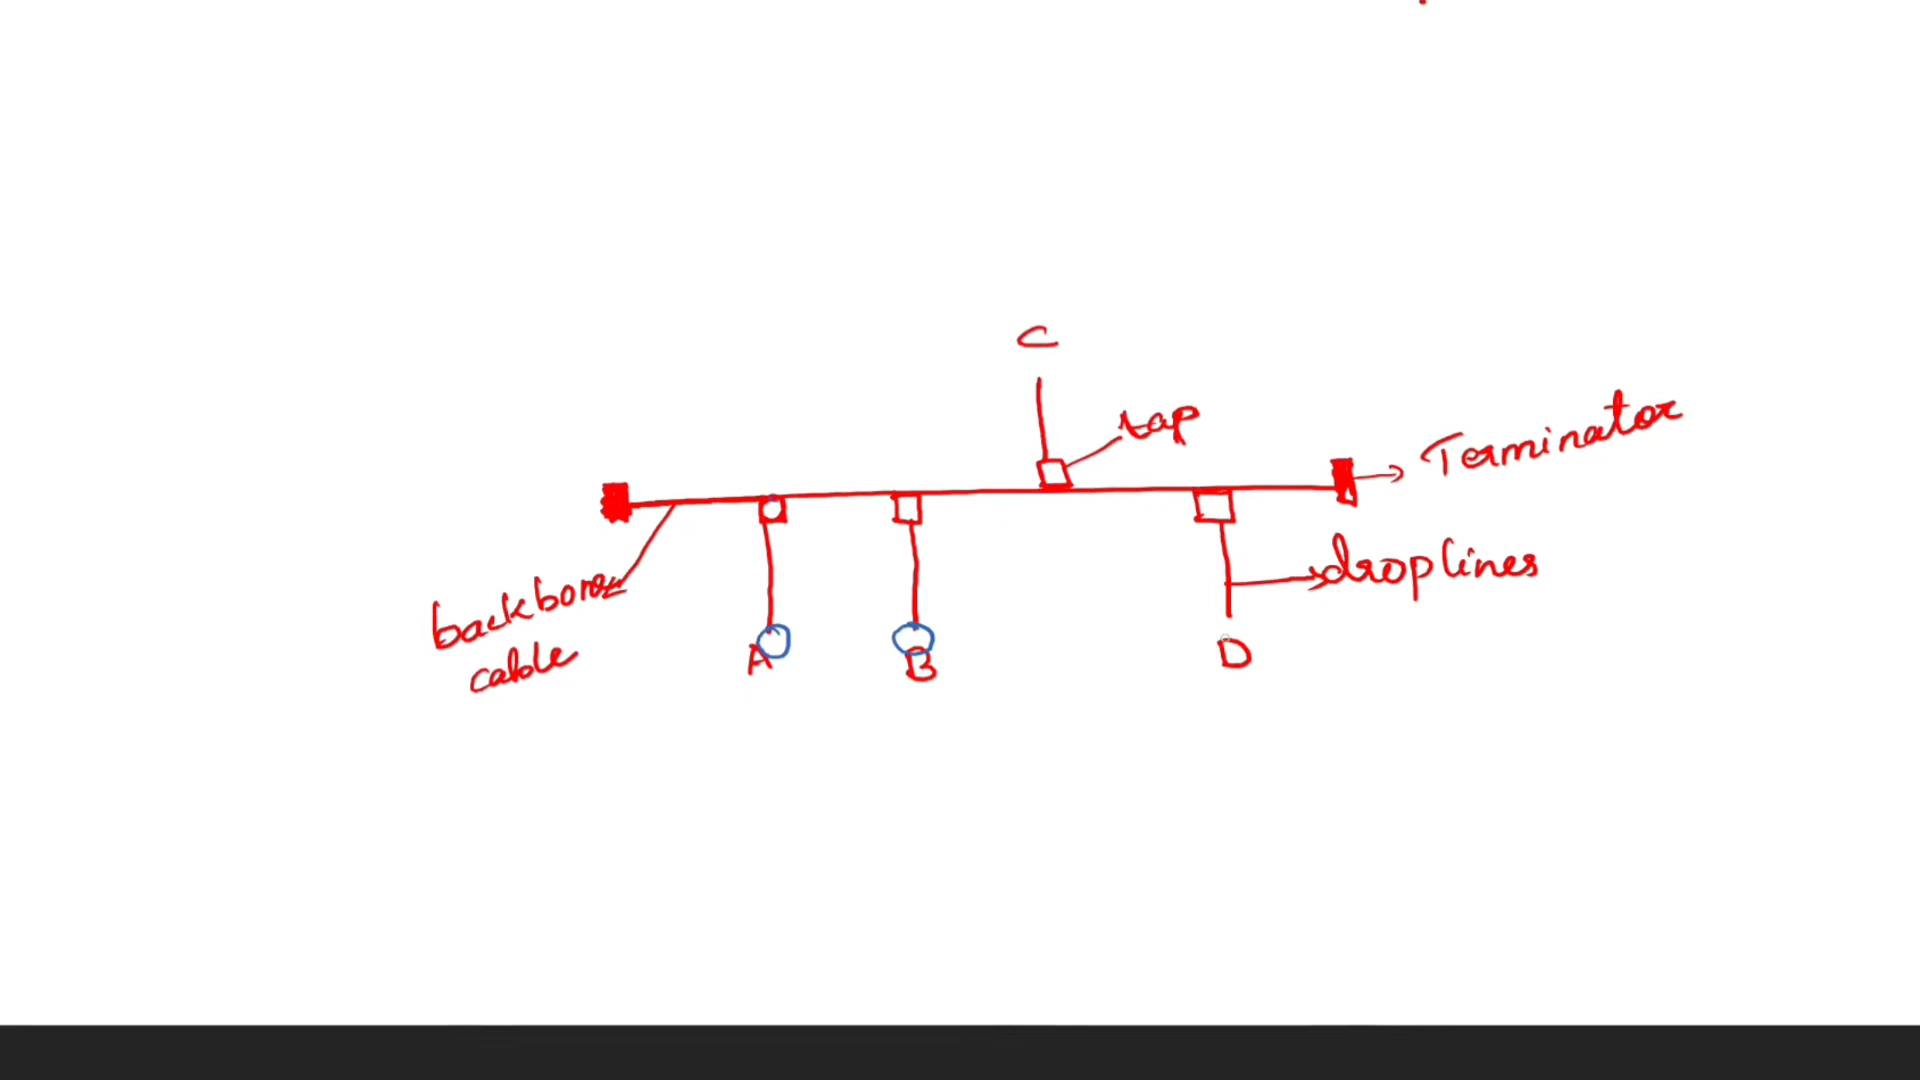 C
tap
Terminator
backbone
cable
droplines
A
B
D